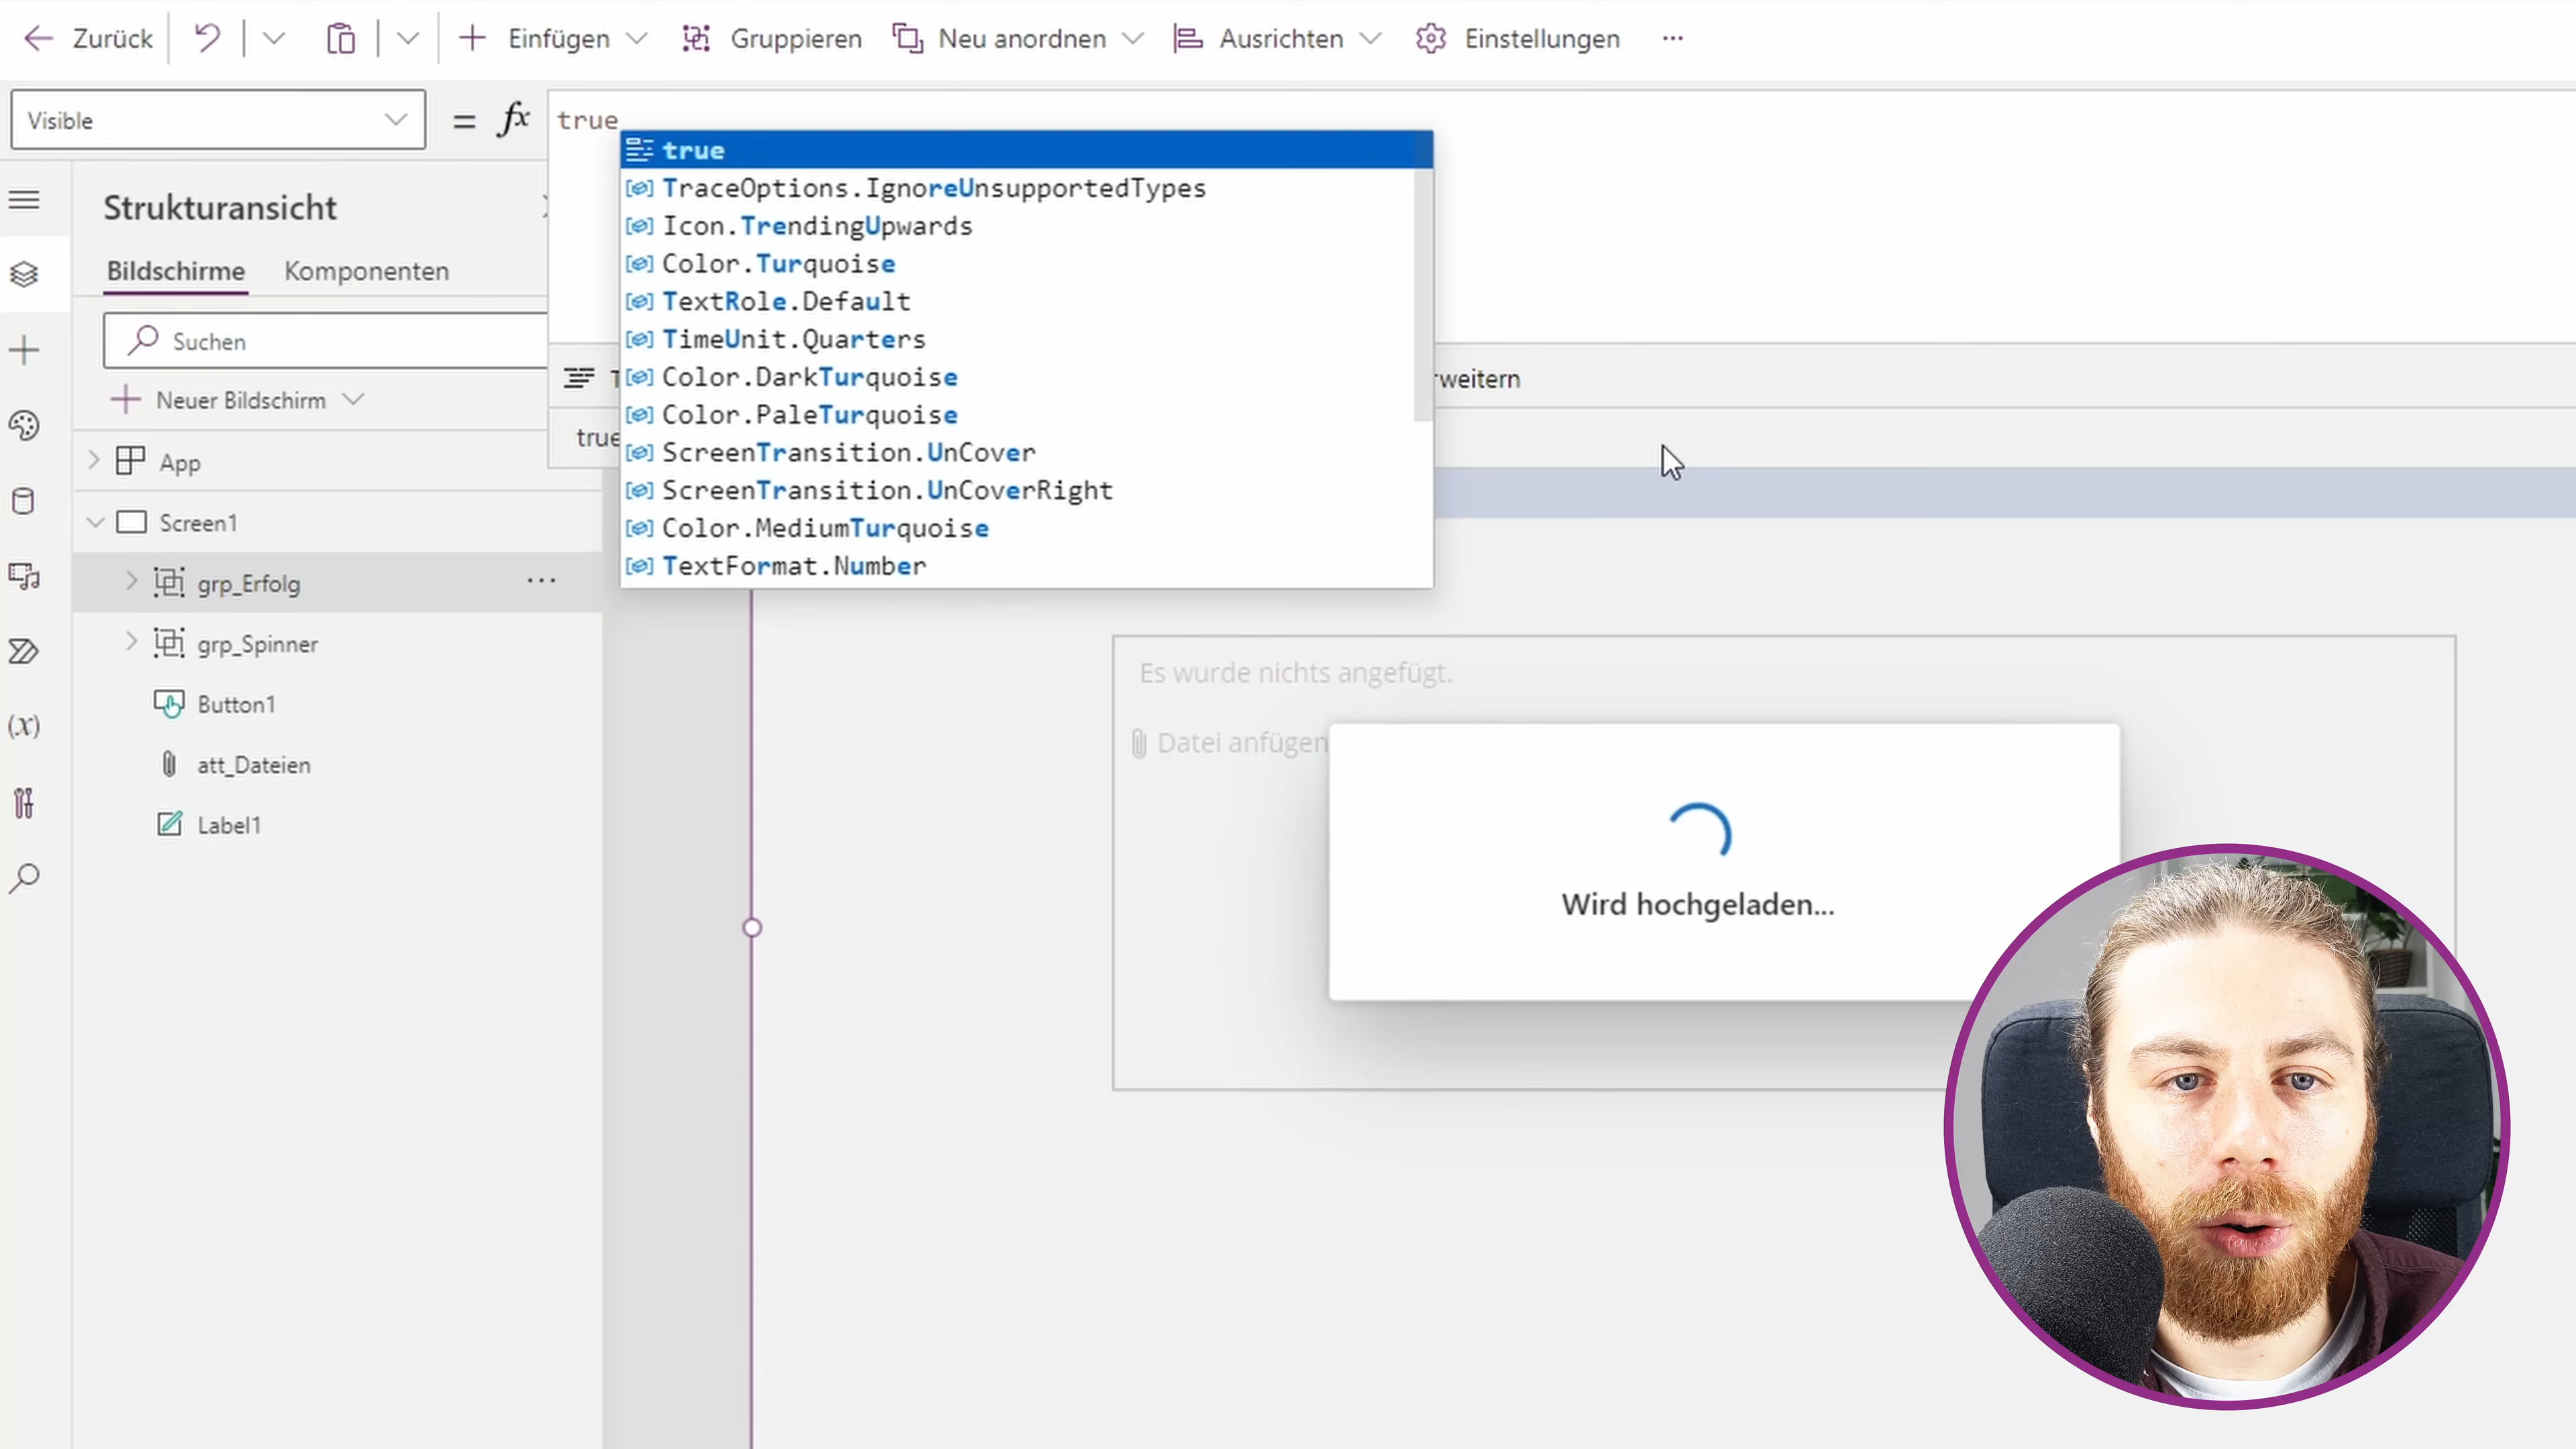 Zurück
Einfügen
Gruppieren
Neu anordnen
Ausrichten
Einstellungen
...
Visible
= fx true
true
TraceOptions.IgnoreUnsupportedTypes
Icon.TrendingUpwards
Color.Turquoise
TextRole.Default
TimeUnit.Quarters
Color.DarkTurquoise
Color.PaleTurquoise
ScreenTransition.UnCover
ScreenTransition.UnCoverRight
Color.MediumTurquoise
TextFormat.Number
rweitern
true
Strukturansicht
Bildschirme Komponenten
Suchen
Neuer Bildschirm
App
Screen1
grp_Erfolg ...
grp_Spinner
Button1
att_Dateien
Label1
(x)
Es wurde nichts angefügt.
Datei anfügen
Wird hochgeladen...